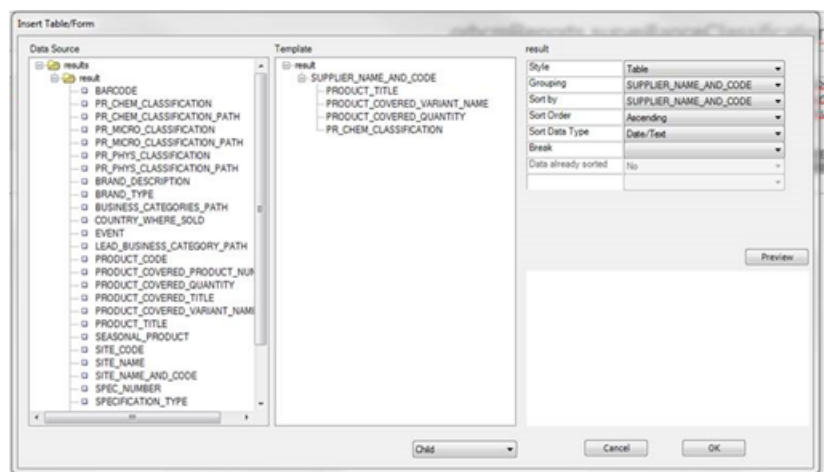 Insert Table/Form
Data Source
results
result
BARCODE
PR_CHEM_CLASSIFICATION
PR_CHEM_CLASSIFICATION_PATH
PR_MICRO_CLASSIFICATION
PR_MICRO_CLASSIFICATION_PATH
PR_PHYS_CLASSIFICATION
PR_PHYS_CLASSIFICATION_PATH
BRAND_DESCRIPTION
BRAND_TYPE
BUSINESS_CATEGORIES_PATH
COUNTRY_WHERE_SOLD
EVENT
LEAD_BUSINESS_CATEGORY_PATH
PRODUCT_CODE
PRODUCT_COVERED_PRODUCT_NUM
PRODUCT_COVERED_QUANTITY
PRODUCT_COVERED_TITLE
PRODUCT_COVERED_VARIANT_NAME
PRODUCT_TITLE
SEASONAL_PRODUCT
SITE_CODE
SITE_NAME
SITE_NAME_AND_CODE
SPEC_NUMBER
SPECIFICATION_TYPE
Template
result
SUPPLIER_NAME_AND_CODE
PRODUCT_TITLE
PRODUCT_COVERED_VARIANT_NAME
PRODUCT_COVERED_QUANTITY
PR_CHEM_CLASSIFICATION
result
Style Table
Grouping SUPPLIER_NAME_AND_CODE
Sort by SUPPLIER_NAME_AND_CODE
Sort Order Ascending
Sort Data Type Date/Text
Break
Data already sorted No
Preview
Child
Cancel
OK